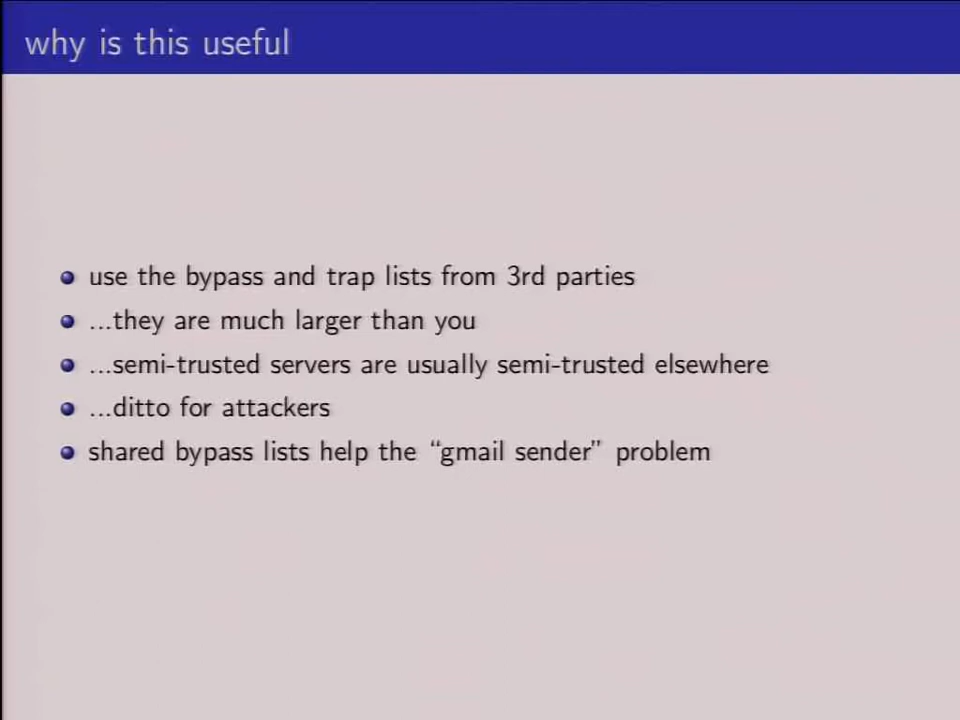 why is this useful
use the bypass and trap lists from 3rd parties
...they are much larger than you
...semi-trusted servers are usually semi-trusted elsewhere
...ditto for attackers
shared bypass lists help the “gmail sender” problem